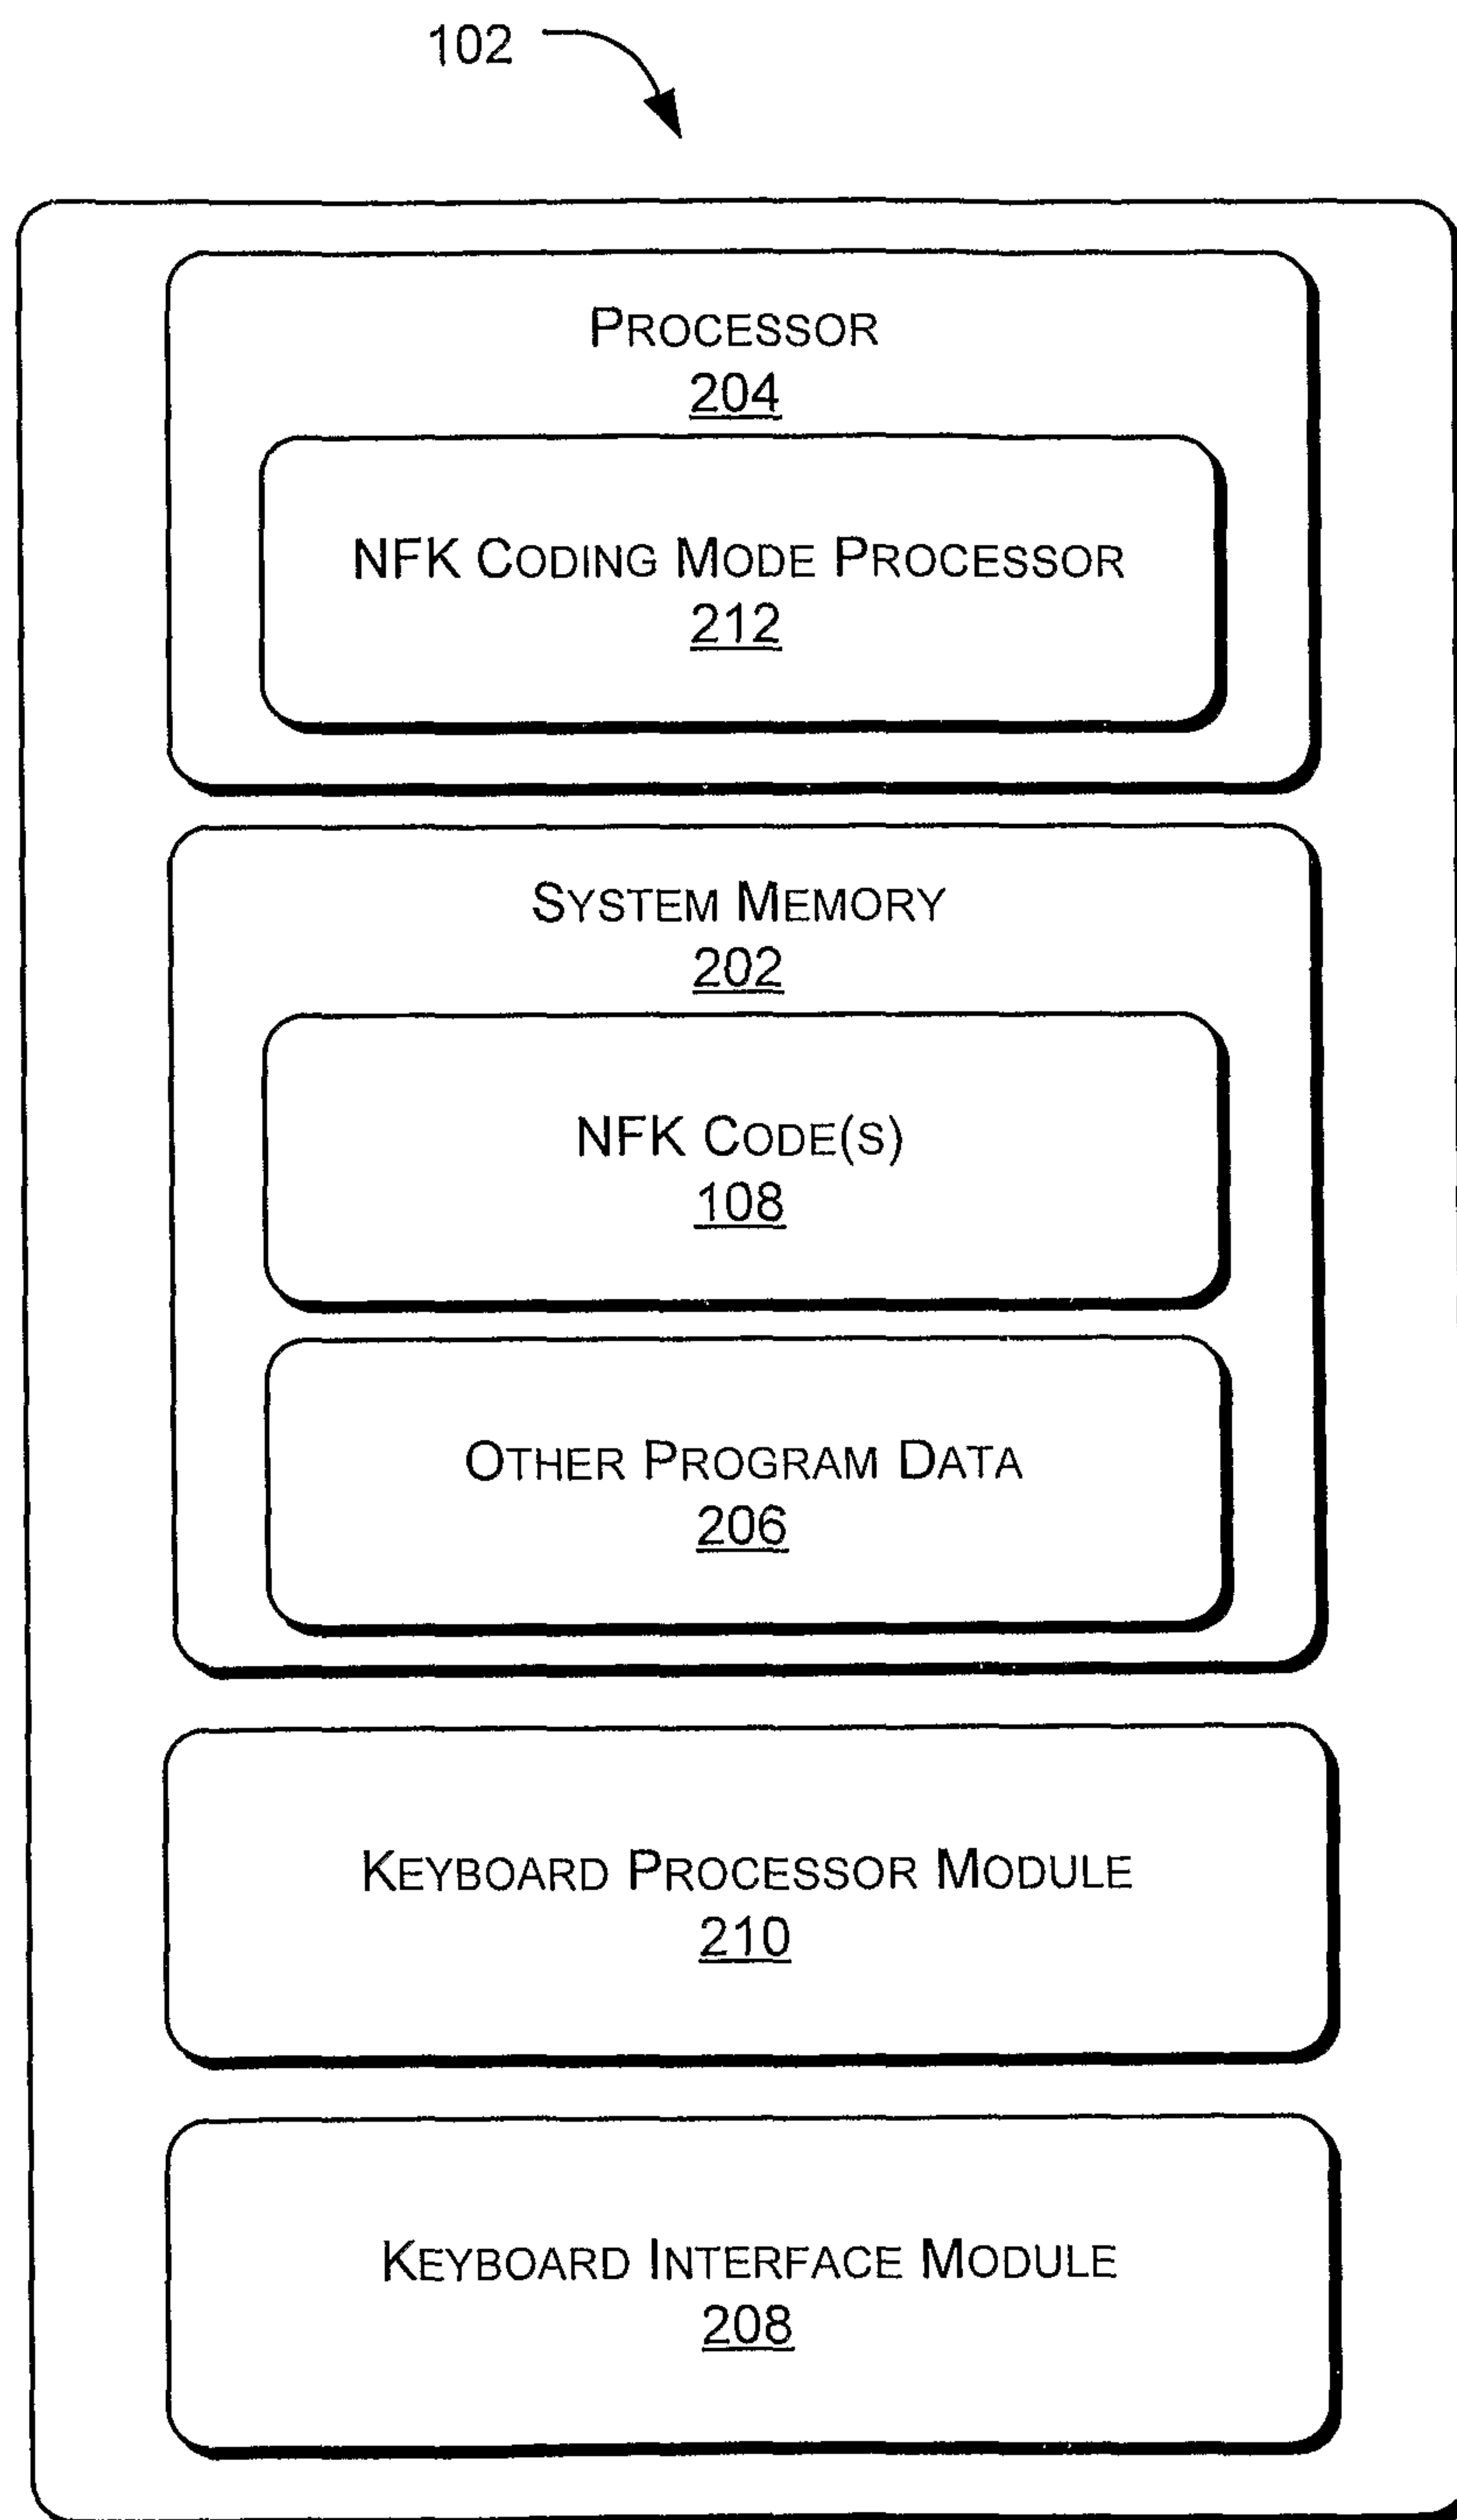 102
PROCESSOR
204
NFK CODING MODE PROCESSOR
212
SYSTEM MEMORY
202
NFK CODE(S)
108
OTHER PROGRAM DATA
206
KEYBOARD PROCESSOR MODULE
210
KEYBOARD INTERFACE MODULE
208